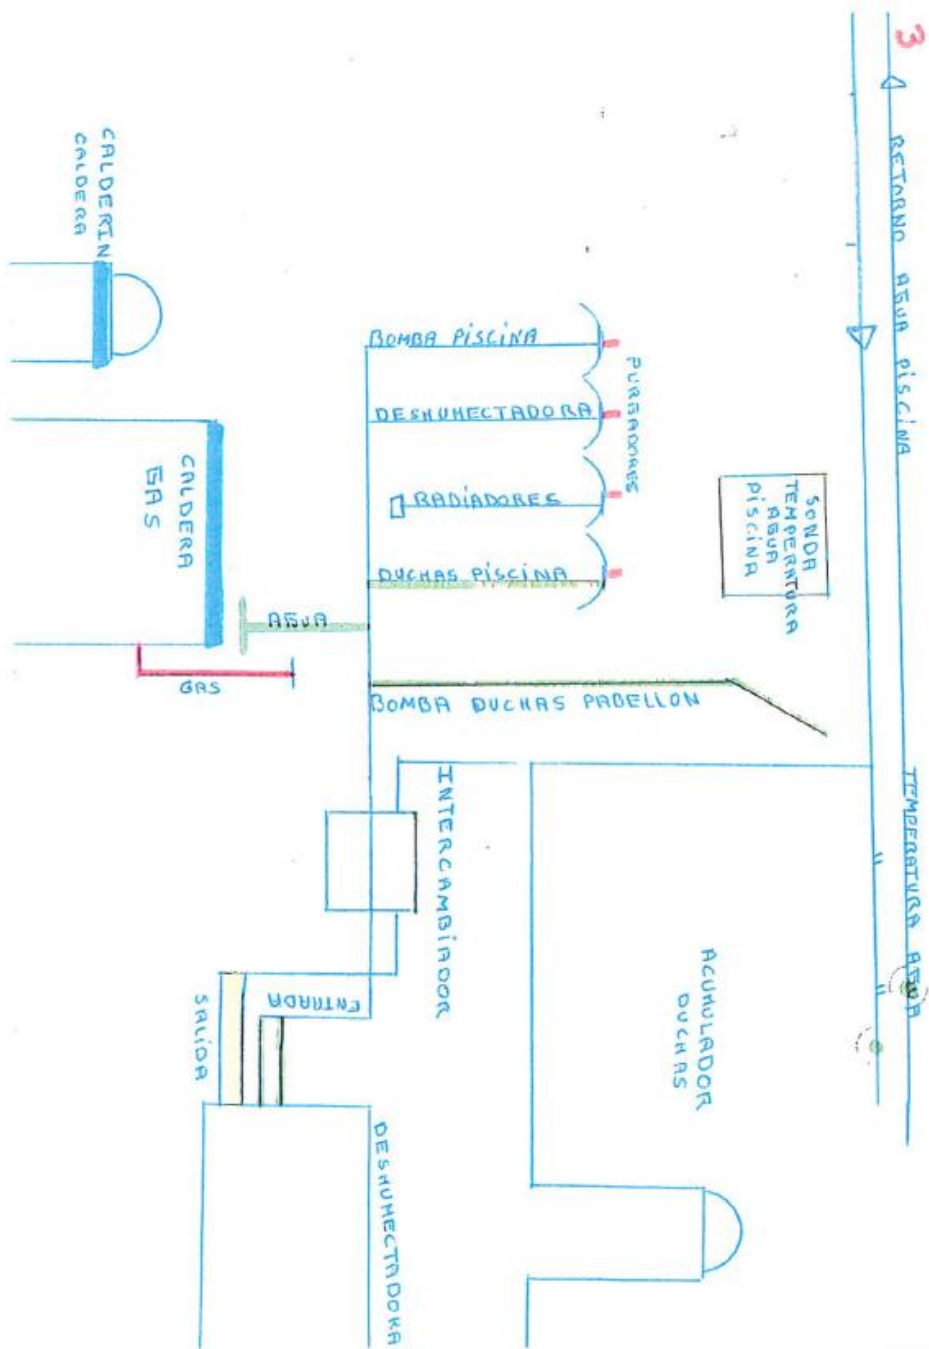 3
RETORNO AGUA PISCINA
TEMPERATURA AGUA
CALDERIN
CALDERA
BOMBA PISCINA
DESHUMECTADORA
RADIADORES
DUCHAS PISCINA
PURGADORES
SONDA
TEMPERATURA
AGUA
PISCINA
CALDERA
GAS
AGUA
GAS
BOMBA DUCHAS PABELLON
INTERCAMBIADOR
ENTRADA
SALIDA
ACUMULADOR
DUCHAS
DESHUMECTADORA